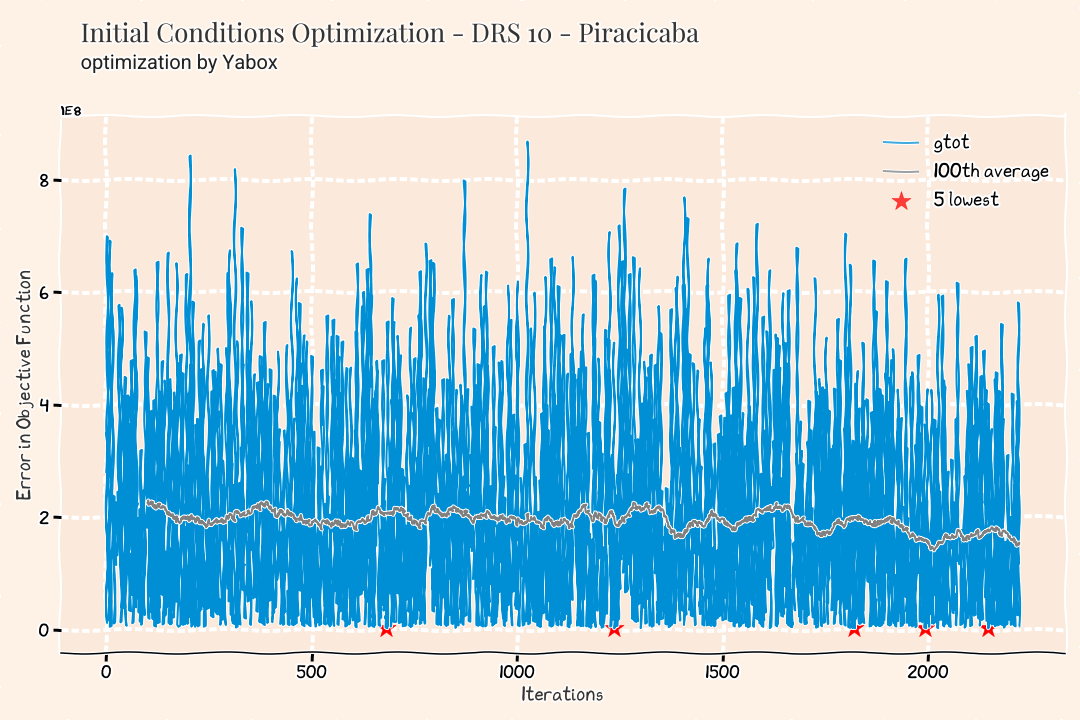 Initial Conditions Optimization - DRS 10 - Piracicaba
optimization by Yabox
1E8
gtot
100th average
5 lowest
8
6
4
2
0
Error in Objective Function
0 500 1000 1500 2000
Iterations